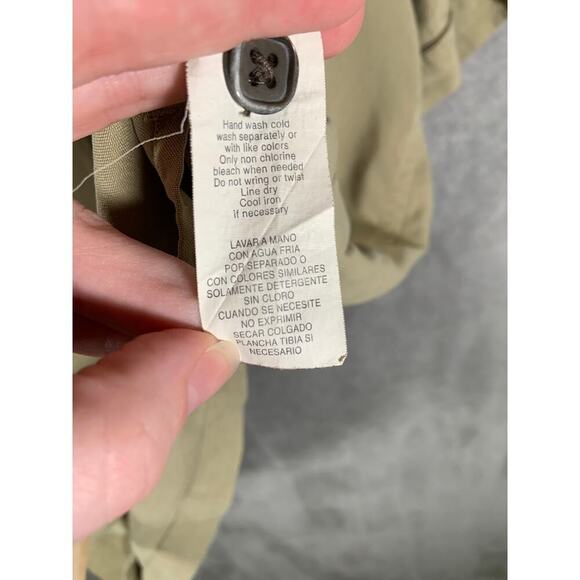 Hand wash cold
wash separately or
with like colors
Only non chlorine
bleach when needed
Do not wring or twist
Line dry
Cool iron
if necessary
LAVAR A MANO
CON AGUA FRIA
POR SEPARADO O
CON COLORES SIMILARES
SOLAMENTE DETERGENTE
SIN CLORO
CUANDO SE NECESITE
NO EXPRIMIR
SECAR COLGADO
PLANCHA TIBIA SI
NECESARIO